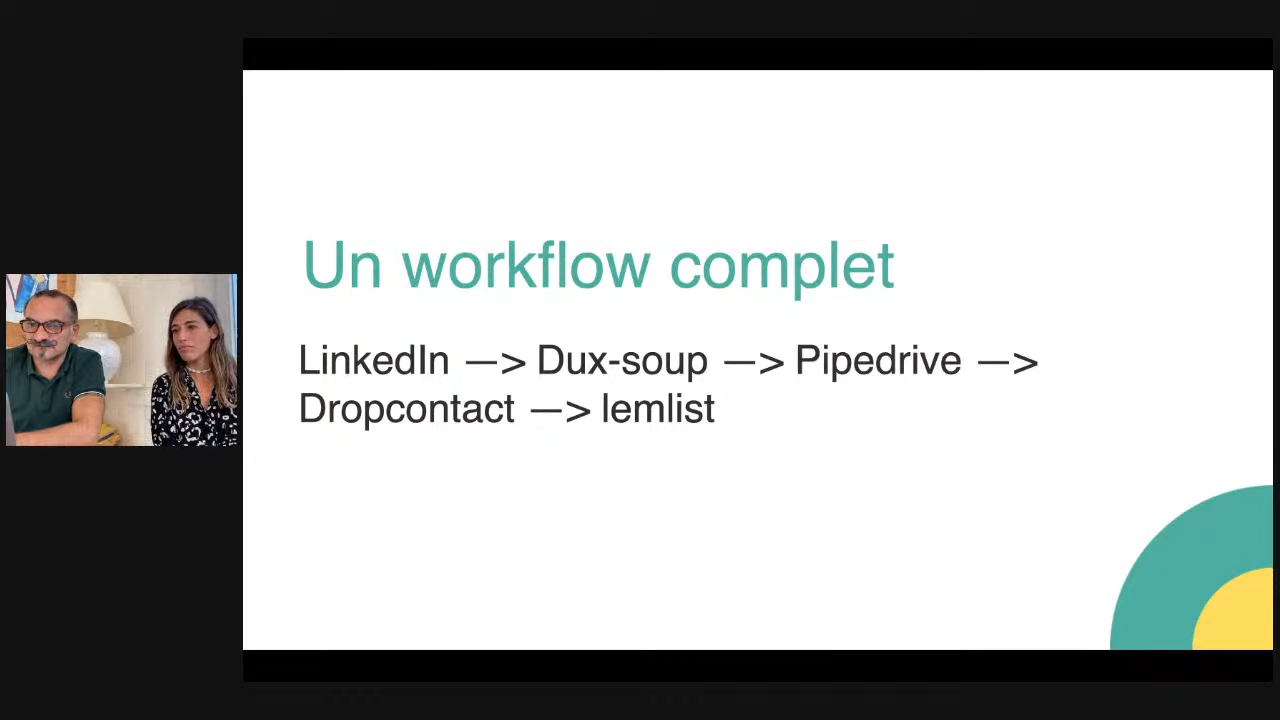 Un workflow complet
LinkedIn —> Dux-soup —> Pipedrive —>
Dropcontact —> lemlist